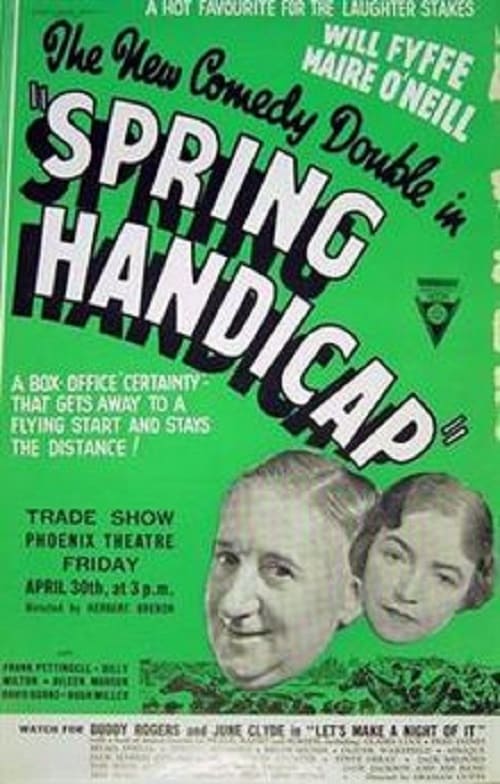 A HOT FAVOURITE FOR THE LAUGHTER STAKES
WILL FYFFE
MAIRE O'NEILL
The New Comedy Double in
"SPRING
HANDICAP"
A BOX-OFFICE CERTAINTY-
THAT GETS AWAY TO A
FLYING START AND STAYS
THE DISTANCE!
TRADE SHOW
PHOENIX THEATRE
FRIDAY
APRIL 30th, at 3 p.m.
Directed by HERBERT BRENON
FRANK PETTINGELL · BILLY
MILTON · AILEEN MARSON
DAVID BURNS · HUGH MILLER
WATCH FOR BUDDY ROGERS and JUNE CLYDE in "LET'S MAKE A NIGHT OF IT"